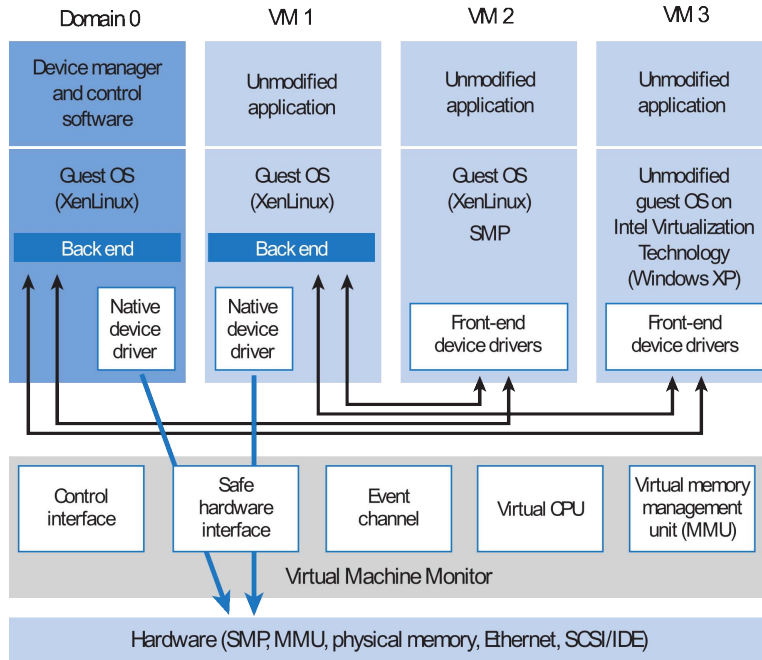 Domain 0
VM 1
VM 2
VM 3
Device manager
and control
software
Unmodified
application
Unmodified
application
Unmodified
application
Guest OS
(XenLinux)
Back end
Native
device
driver
Guest OS
(XenLinux)
Back end
Native
device
driver
Guest OS
(XenLinux)
SMP
Front-end
device drivers
Unmodified
guest OS on
Intel Virtualization
Technology
(Windows XP)
Front-end
device drivers
Control
interface
Safe
hardware
interface
Event
channel
Virtual CPU
Virtual memory
management
unit (MMU)
Virtual Machine Monitor
Hardware (SMP, MMU, physical memory, Ethernet, SCSI/IDE)